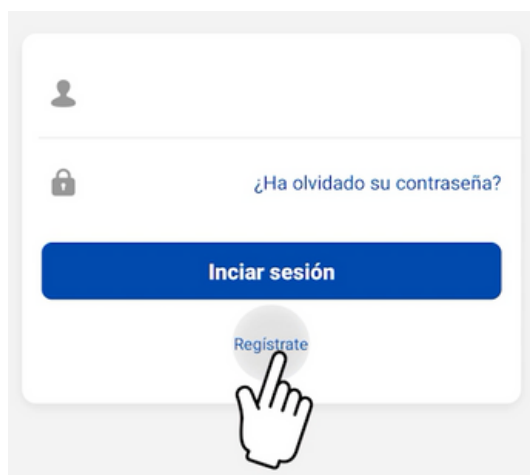 ¿Ha olvidado su contraseña?
Inciar sesión
Regístrate